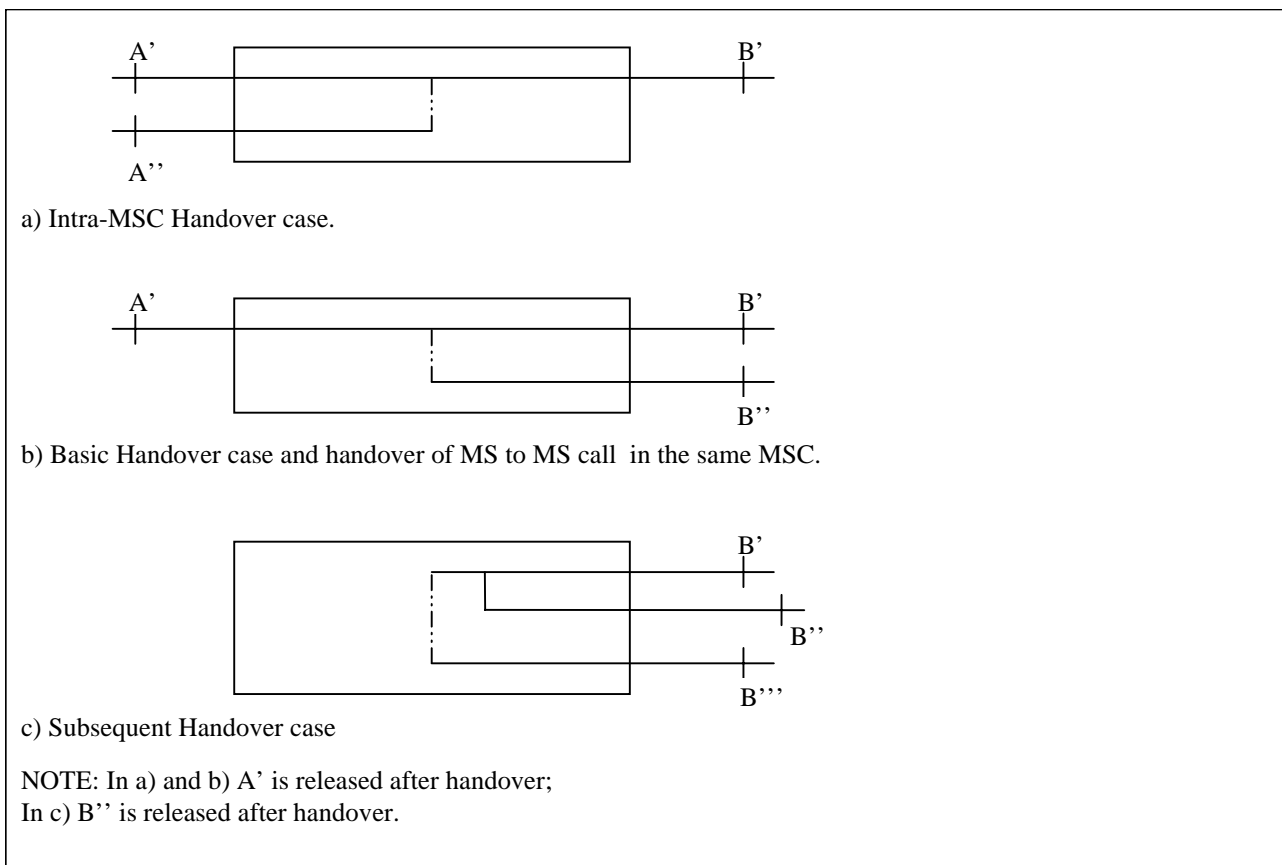 A’ B’
A’’
a) Intra-MSC Handover case.
A’ B’
B’’
b) Basic Handover case and handover of MS to MS call  in the same MSC.
B’
B’’
B’’’
c) Subsequent Handover case
NOTE: In a) and b) A’ is released after handover;
In c) B’’ is released after handover.